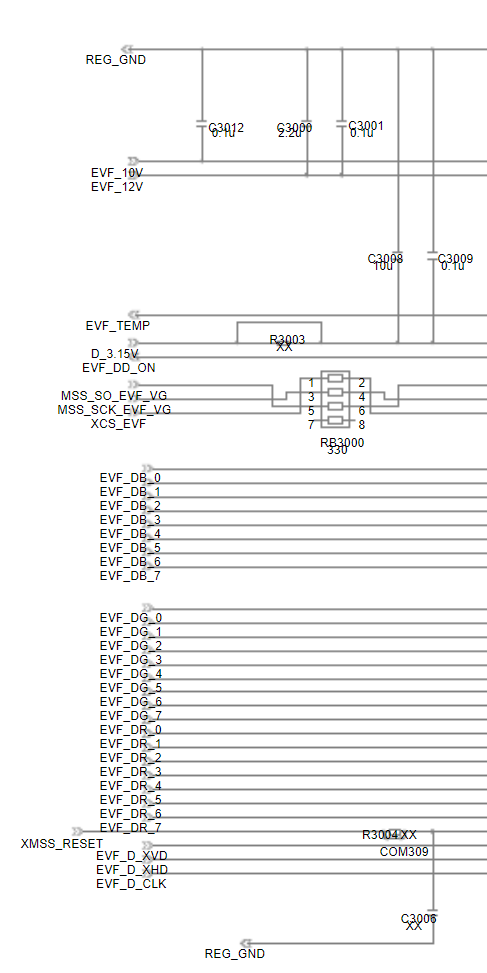 REG_GND
C3012
0.1u
C3000
2.2u
C3001
0.1u
EVF_10V
EVF_12V
C3008
10u
C3009
0.1u
EVF_TEMP
R3003
XX
D_3.15V
EVF_DD_ON
1 2
MSS_SO_EVF_VG
3 4
MSS_SCK_EVF_VG
5 6
XCS_EVF
7 8
RB3000
330
EVF_DB_0
EVF_DB_1
EVF_DB_2
EVF_DB_3
EVF_DB_4
EVF_DB_5
EVF_DB_6
EVF_DB_7
EVF_DG_0
EVF_DG_1
EVF_DG_2
EVF_DG_3
EVF_DG_4
EVF_DG_5
EVF_DG_6
EVF_DG_7
EVF_DR_0
EVF_DR_1
EVF_DR_2
EVF_DR_3
EVF_DR_4
EVF_DR_5
EVF_DR_6
EVF_DR_7
R3004 XX
XMSS_RESET
COM309
EVF_D_XVD
EVF_D_XHD
EVF_D_CLK
C3006
XX
REG_GND